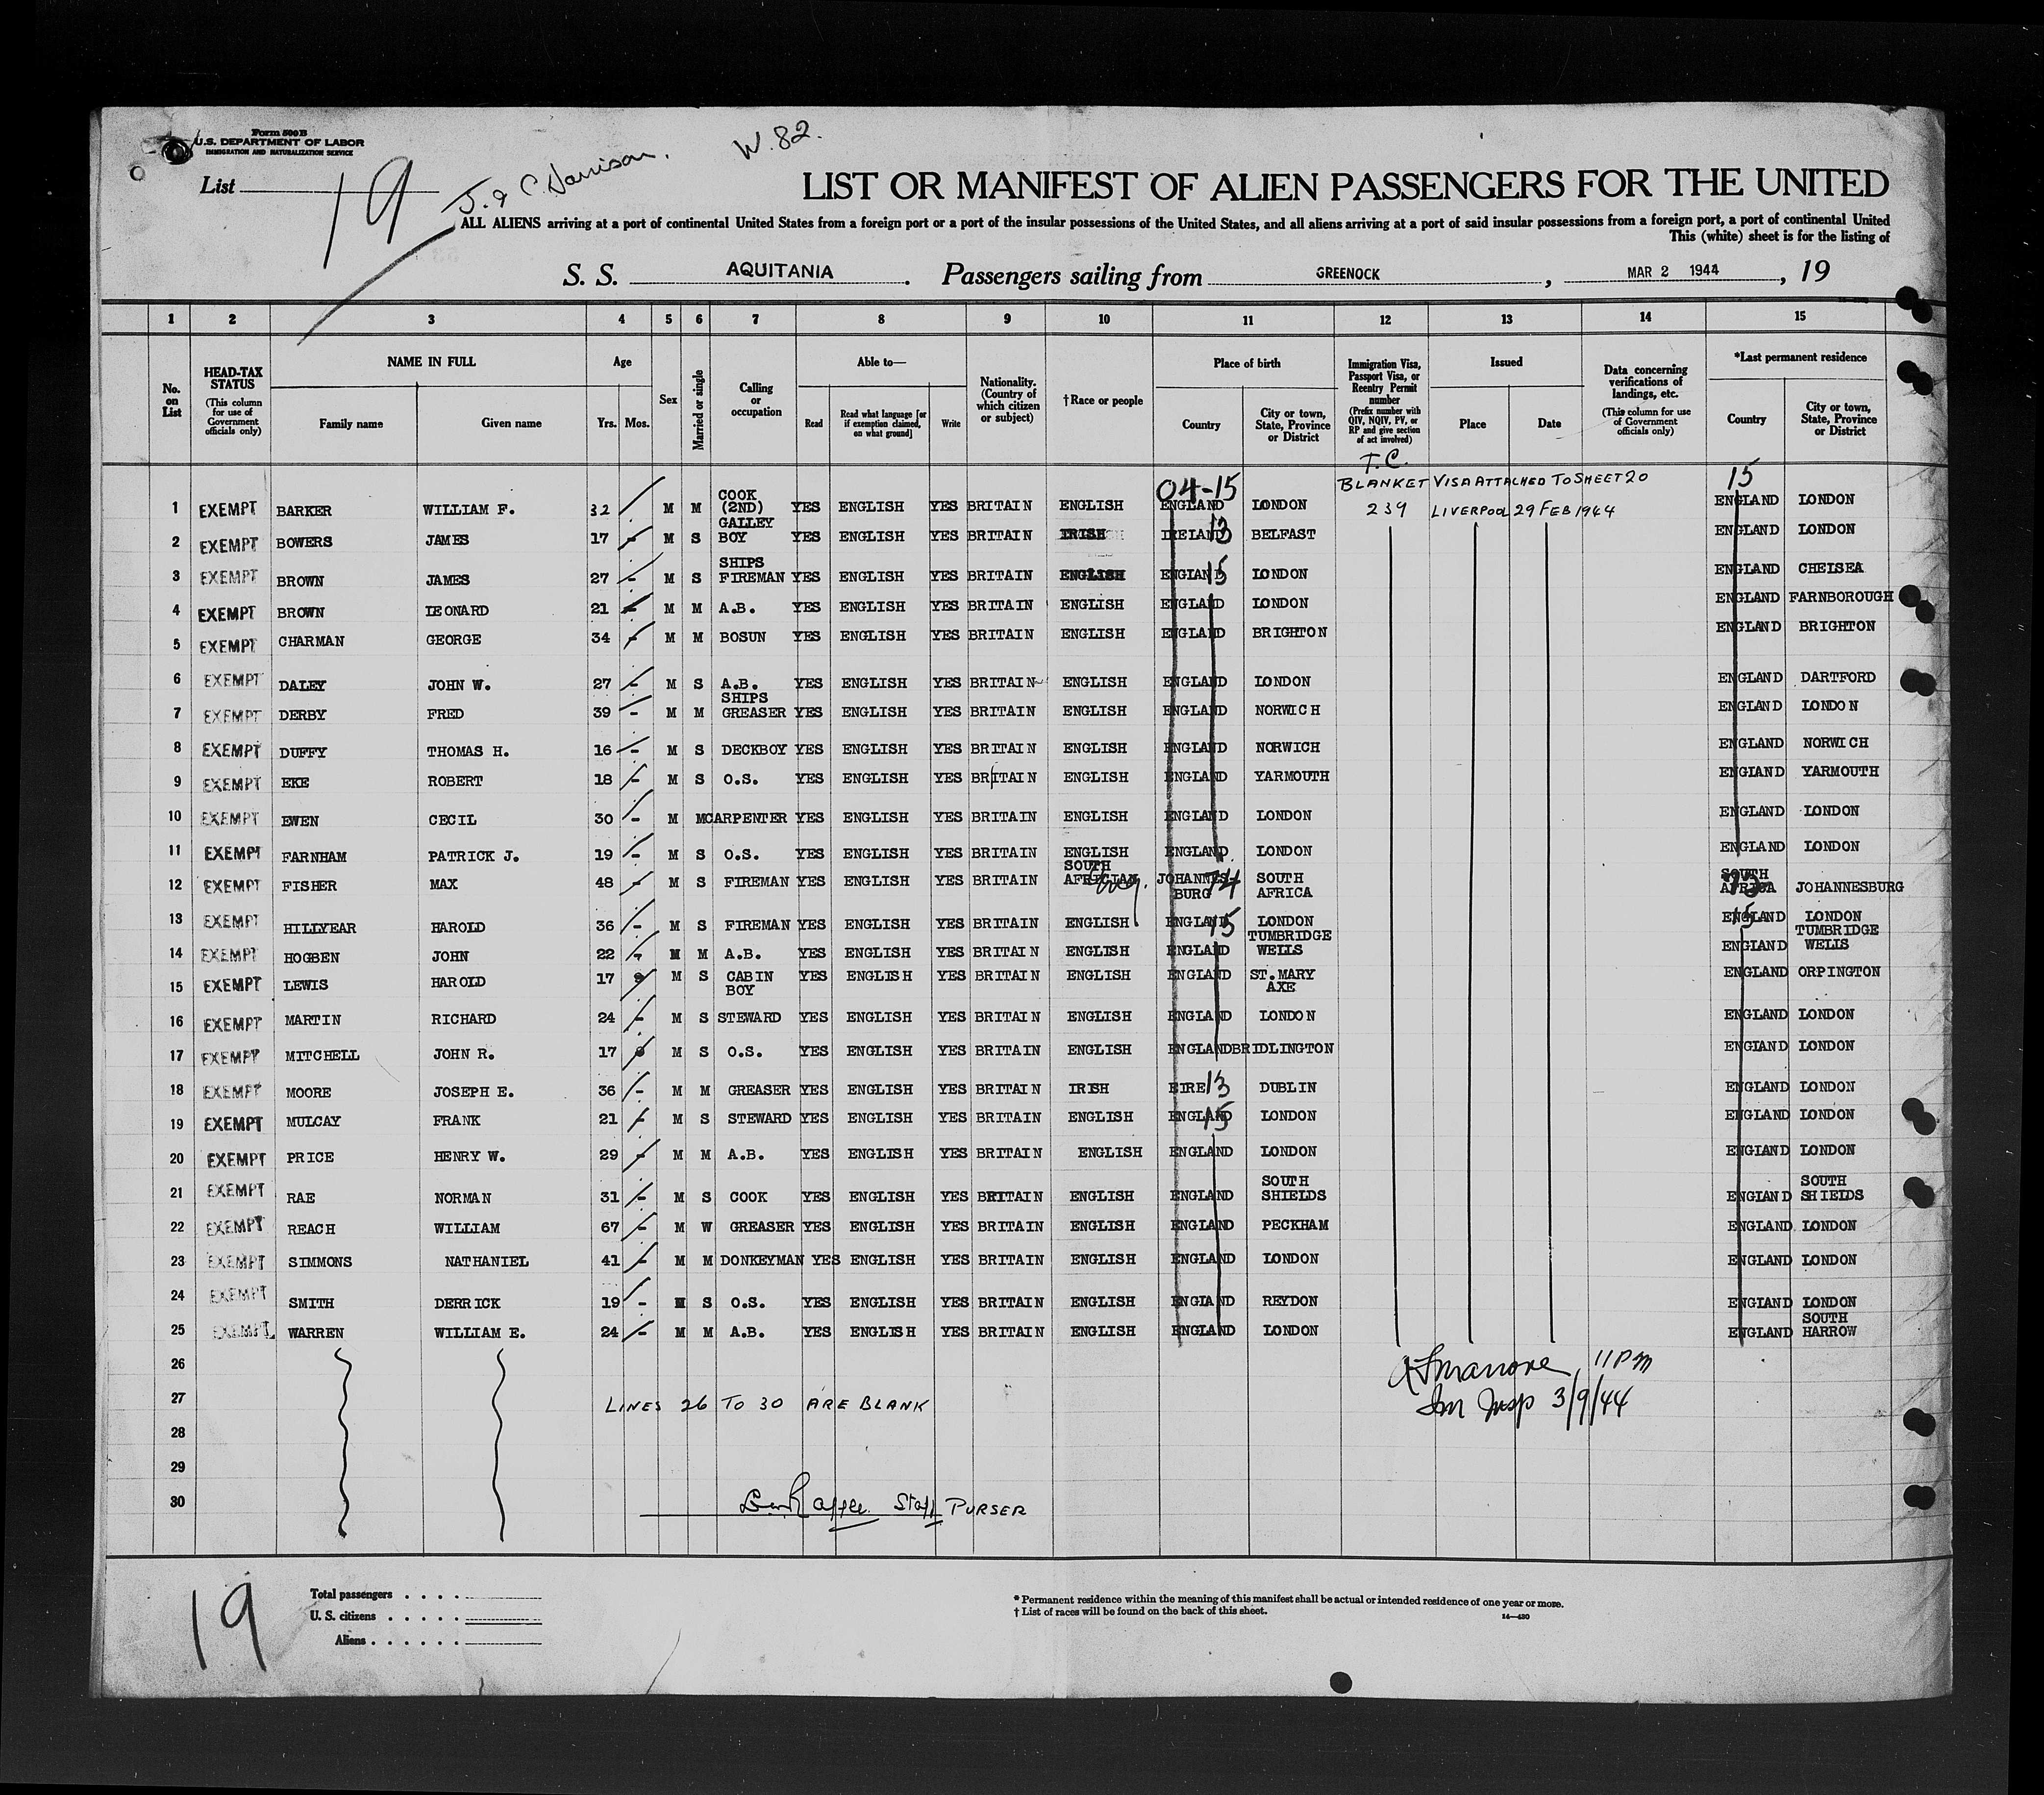 Form 500B
U.S. DEPARTMENT OF LABOR
IMMIGRATION AND NATURALIZATION SERVICE
List 19
J. & C. Harrison.
W.82.
LIST OR MANIFEST OF ALIEN PASSENGERS FOR THE UNITED
ALL ALIENS arriving at a port of continental United States from a foreign port or a port of the insular possessions of the United States, and all aliens arriving at a port of said insular possessions from a foreign port, a port of continental United
This (white) sheet is for the listing of
S. S. AQUITANIA. Passengers sailing from GREENOCK, MAR 2 1944, 19
1 2 3 4 5 6 7 8 9 10 11 12 13 14 15
No. on List
HEAD-TAX STATUS (This column for use of Government officials only)
NAME IN FULL
Family name Given name
Age
Yrs. Mos.
Sex
Married or single
Calling or occupation
Able to—
Read Read what language [or if exemption claimed, on what ground] Write
Nationality. (Country of which citizen or subject)
†Race or people
Place of birth
Country City or town, State, Province or District
Immigration Visa, Passport Visa, or Reentry Permit number (Prefix number with QIV, NQIV, PV, or RP and give section of act involved)
Issued
Place Date
Data concerning verifications of landings, etc. (This column for use of Government officials only)
*Last permanent residence
Country City or town, State, Province or District
T.C.
04-15 BLANKET VISA ATTACHED TO SHEET 20 15
1 EXEMPT BARKER WILLIAM F. 32 M M COOK (2ND) YES ENGLISH YES BRITAIN ENGLISH ENGLAND LONDON 239 LIVERPOOL 29 FEB 1944 ENGLAND LONDON
2 EXEMPT BOWERS JAMES 17 - M S GALLEY BOY YES ENGLISH YES BRITAIN IRISH IRELAND 13 BELFAST ENGLAND LONDON
3 EXEMPT BROWN JAMES 27 - M S SHIPS FIREMAN YES ENGLISH YES BRITAIN ENGLISH ENGLAND 15 LONDON ENGLAND CHELSEA
4 EXEMPT BROWN LEONARD 21 - M M A.B. YES ENGLISH YES BRITAIN ENGLISH ENGLAND LONDON ENGLAND FARNBOROUGH
5 EXEMPT CHARMAN GEORGE 34 - M M BOSUN YES ENGLISH YES BRITAIN ENGLISH ENGLAND BRIGHTON ENGLAND BRIGHTON
6 EXEMPT DALEY JOHN W. 27 - M S A.B. YES ENGLISH YES BRITAIN ENGLISH ENGLAND LONDON ENGLAND DARTFORD
7 EXEMPT DERBY FRED 39 - M M SHIPS GREASER YES ENGLISH YES BRITAIN ENGLISH ENGLAND NORWICH ENGLAND LONDON
8 EXEMPT DUFFY THOMAS H. 16 - M S DECKBOY YES ENGLISH YES BRITAIN ENGLISH ENGLAND NORWICH ENGLAND NORWICH
9 EXEMPT EKE ROBERT 18 - M S O.S. YES ENGLISH YES BRITAIN ENGLISH ENGLAND YARMOUTH ENGLAND YARMOUTH
10 EXEMPT EWEN CECIL 30 - M M CARPENTER YES ENGLISH YES BRITAIN ENGLISH ENGLAND LONDON ENGLAND LONDON
11 EXEMPT FARNHAM PATRICK J. 19 - M S O.S. YES ENGLISH YES BRITAIN ENGLISH ENGLAND LONDON ENGLAND LONDON
12 EXEMPT FISHER MAX 48 - M S FIREMAN YES ENGLISH YES BRITAIN SOUTH AFRICIAN JOHANNESBURG 74 SOUTH AFRICA SOUTH AFRICA JOHANNESBURG
13 EXEMPT HILLYEAR HAROLD 36 - M S FIREMAN YES ENGLISH YES BRITAIN ENGLISH ENGLAND 15 LONDON ENGLAND 15 LONDON
14 EXEMPT HOGBEN JOHN 22 - M M A.B. YES ENGLISH YES BRITAIN ENGLISH ENGLAND TUMBRIDGE WELLS ENGLAND TUMBRIDGE WELLS
15 EXEMPT LEWIS HAROLD 17 9 M S CABIN BOY YES ENGLISH YES BRITAIN ENGLISH ENGLAND ST.MARY AXE ENGLAND ORPINGTON
16 EXEMPT MARTIN RICHARD 24 - M S STEWARD YES ENGLISH YES BRITAIN ENGLISH ENGLAND LONDON ENGLAND LONDON
17 EXEMPT MITCHELL JOHN R. 17 M S O.S. YES ENGLISH YES BRITAIN ENGLISH ENGLAND BRIDLINGTON ENGLAND LONDON
18 EXEMPT MOORE JOSEPH E. 36 - M M GREASER YES ENGLISH YES BRITAIN IRISH EIRE 13 DUBLIN ENGLAND LONDON
19 EXEMPT MULCAY FRANK 21 - M S STEWARD YES ENGLISH YES BRITAIN ENGLISH ENGLAND 15 LONDON ENGLAND LONDON
20 EXEMPT PRICE HENRY W. 29 - M M A.B. YES ENGLISH YES BRITAIN ENGLISH ENGLAND LONDON ENGLAND LONDON
21 EXEMPT RAE NORMAN 31 - M S COOK YES ENGLISH YES BRITAIN ENGLISH ENGLAND SOUTH SHIELDS ENGLAND SOUTH SHIELDS
22 EXEMPT REACH WILLIAM 67 - M W GREASER YES ENGLISH YES BRITAIN ENGLISH ENGLAND PECKHAM ENGLAND LONDON
23 EXEMPT SIMMONS NATHANIEL 41 - M M DONKEYMAN YES ENGLISH YES BRITAIN ENGLISH ENGLAND LONDON ENGLAND LONDON
24 EXEMPT SMITH DERRICK 19 - M S O.S. YES ENGLISH YES BRITAIN ENGLISH ENGLAND REYDON ENGLAND LONDON
25 EXEMPT WARREN WILLIAM E. 24 - M M A.B. YES ENGLISH YES BRITAIN ENGLISH ENGLAND LONDON ENGLAND SOUTH HARROW
26 11 PM
27 LINES 26 TO 30 ARE BLANK Im Insp 3/9/44
28
29
30 Staff PURSER
19
Total passengers . . . .
U. S. citizens . . . . .
Aliens . . . . . .
* Permanent residence within the meaning of this manifest shall be actual or intended residence of one year or more.
† List of races will be found on the back of this sheet.
14—430